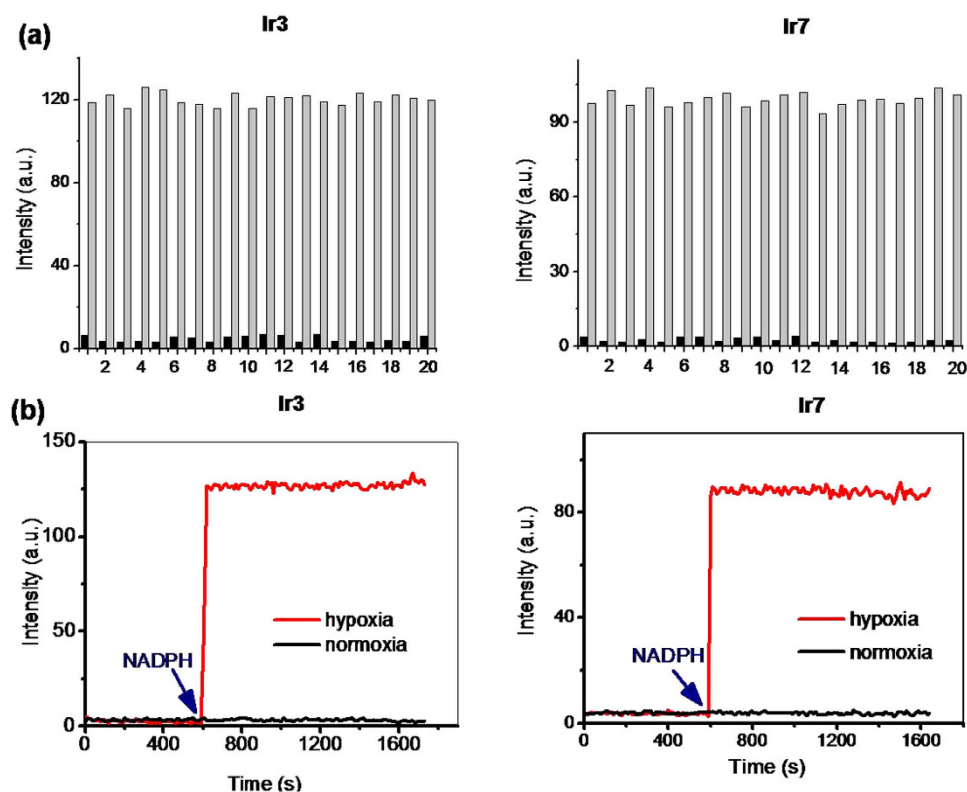 (a)
Ir3
Intensity (a.u.)
120
80
40
0
2 4 6 8 10 12 14 16 18 20
Ir7
Intensity (a.u.)
90
60
30
0
2 4 6 8 10 12 14 16 18 20
(b)
Ir3
Intensity (a.u.)
150
100
50
0
hypoxia
normoxia
NADPH
0 400 800 1200 1600
Time (s)
Ir7
Intensity (a.u.)
80
40
0
hypoxia
normoxia
NADPH
0 400 800 1200 1600
Time (s)